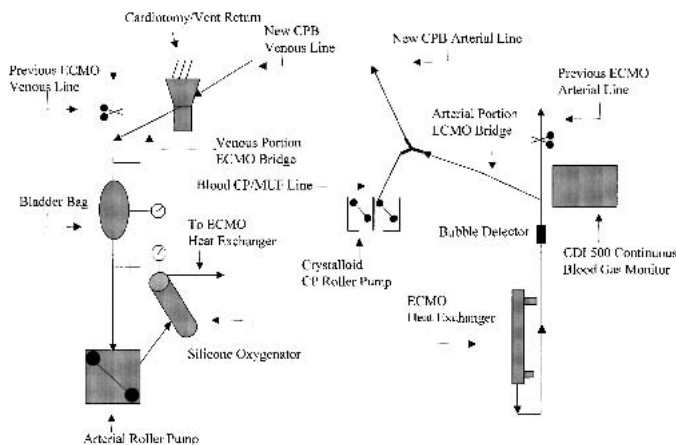 Cardiotomy/Vent Return
New CPB
Venous Line
Previous ECMO
Venous Line
Venous Portion
ECMO Bridge
Bladder Bag
To ECMO
Heat Exchanger
Silicone Oxygenator
Arterial Roller Pump
New CPB Arterial Line
Previous ECMO
Arterial Line
Arterial Portion
ECMO Bridge
Blood CP/MUF Line
Crystalloid
CP Roller Pump
Bubble Detector
CDI 500 Continuous
Blood Gas Monitor
ECMO
Heat Exchanger